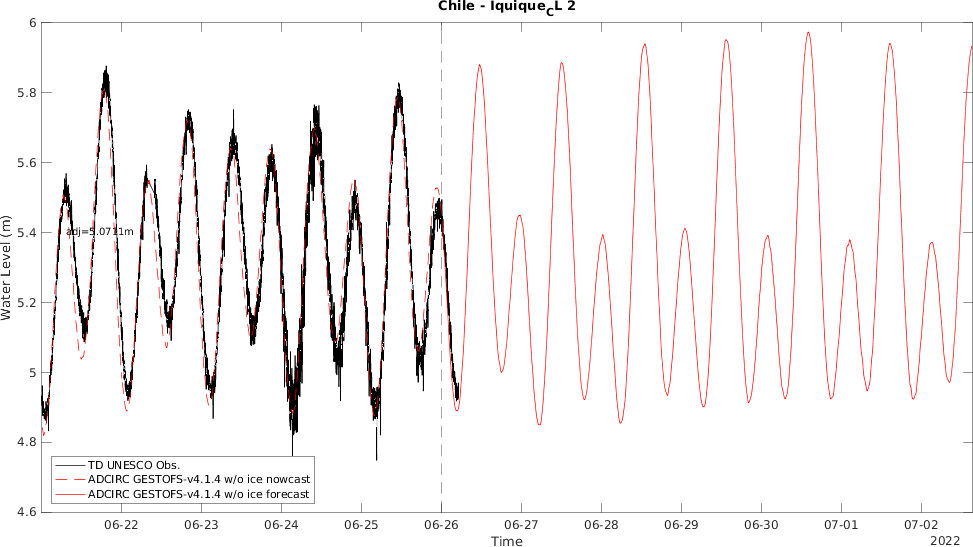 Chile - Iquique_CL 2
Water Level (m)
6
5.8
5.6
5.4
5.2
5
4.8
4.6
adj=5.0711m
TD UNESCO Obs.
ADCIRC GESTOFS-v4.1.4 w/o ice nowcast
ADCIRC GESTOFS-v4.1.4 w/o ice forecast
06-22 06-23 06-24 06-25 06-26 06-27 06-28 06-29 06-30 07-01 07-02
Time
2022